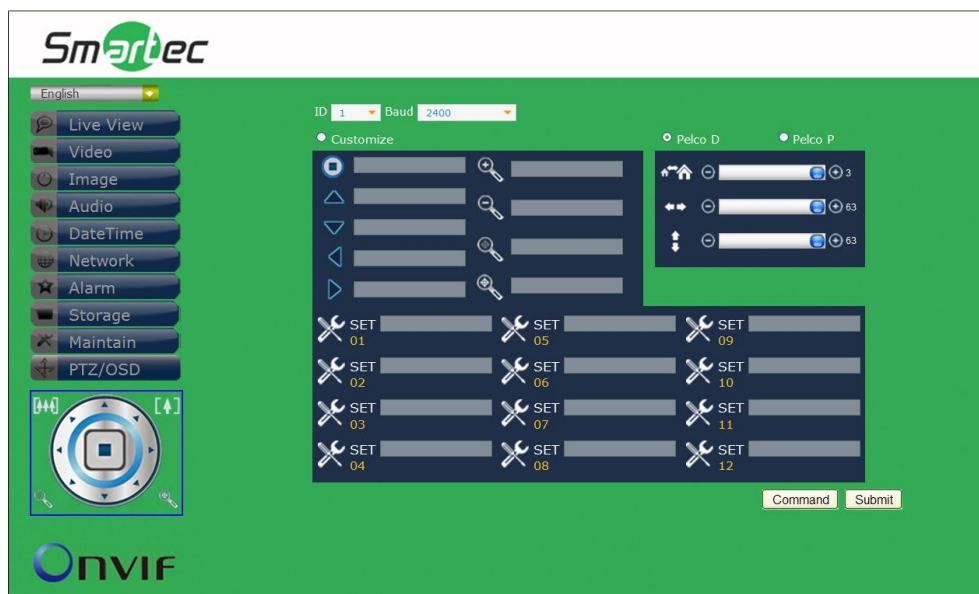 Smartec
English
ID 1 Baud 2400
Live View
Video
Image
Audio
DateTime
Network
Alarm
Storage
Maintain
PTZ/OSD
Customize
Pelco D
Pelco P
3
63
63
SET 01
SET 05
SET 09
SET 02
SET 06
SET 10
SET 03
SET 07
SET 11
SET 04
SET 08
SET 12
Command
Submit
ONVIF